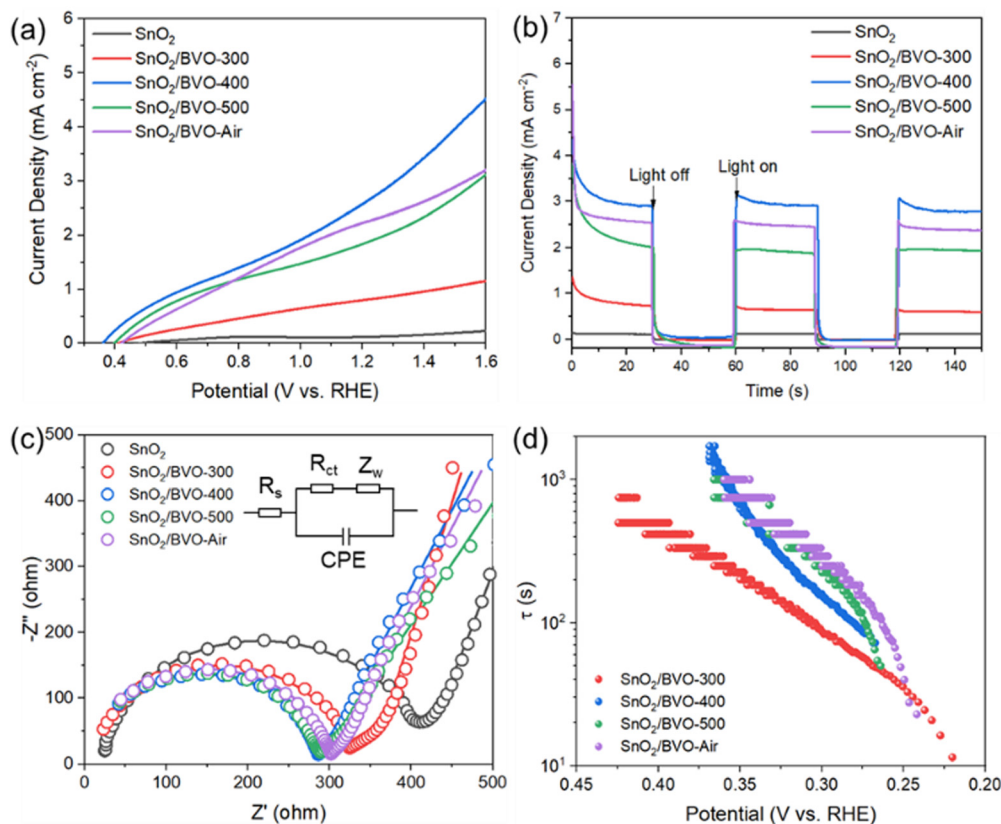 (a)
SnO₂
SnO₂/BVO-300
SnO₂/BVO-400
SnO₂/BVO-500
SnO₂/BVO-Air
Current Density (mA cm⁻²)
6
5
4
3
2
1
0
0.6
0.8
1.0
1.2
1.4
1.6
Potential (V vs. RHE)
(b)
SnO₂
SnO₂/BVO-300
SnO₂/BVO-400
SnO₂/BVO-500
SnO₂/BVO-Air
Light off
Light on
Current Density (mA cm⁻²)
7
6
5
4
3
2
1
0
0
20
40
60
80
100
120
140
Time (s)
(c)
SnO₂
SnO₂/BVO-300
SnO₂/BVO-400
SnO₂/BVO-500
SnO₂/BVO-Air
Rₛ
R_ct
Z_w
CPE
-Z" (ohm)
500
400
300
200
100
0
0
100
200
300
400
500
Z' (ohm)
(d)
τ (s)
10³
10²
10¹
SnO₂/BVO-300
SnO₂/BVO-400
SnO₂/BVO-500
SnO₂/BVO-Air
0.45
0.40
0.35
0.30
0.25
0.20
Potential (V vs. RHE)